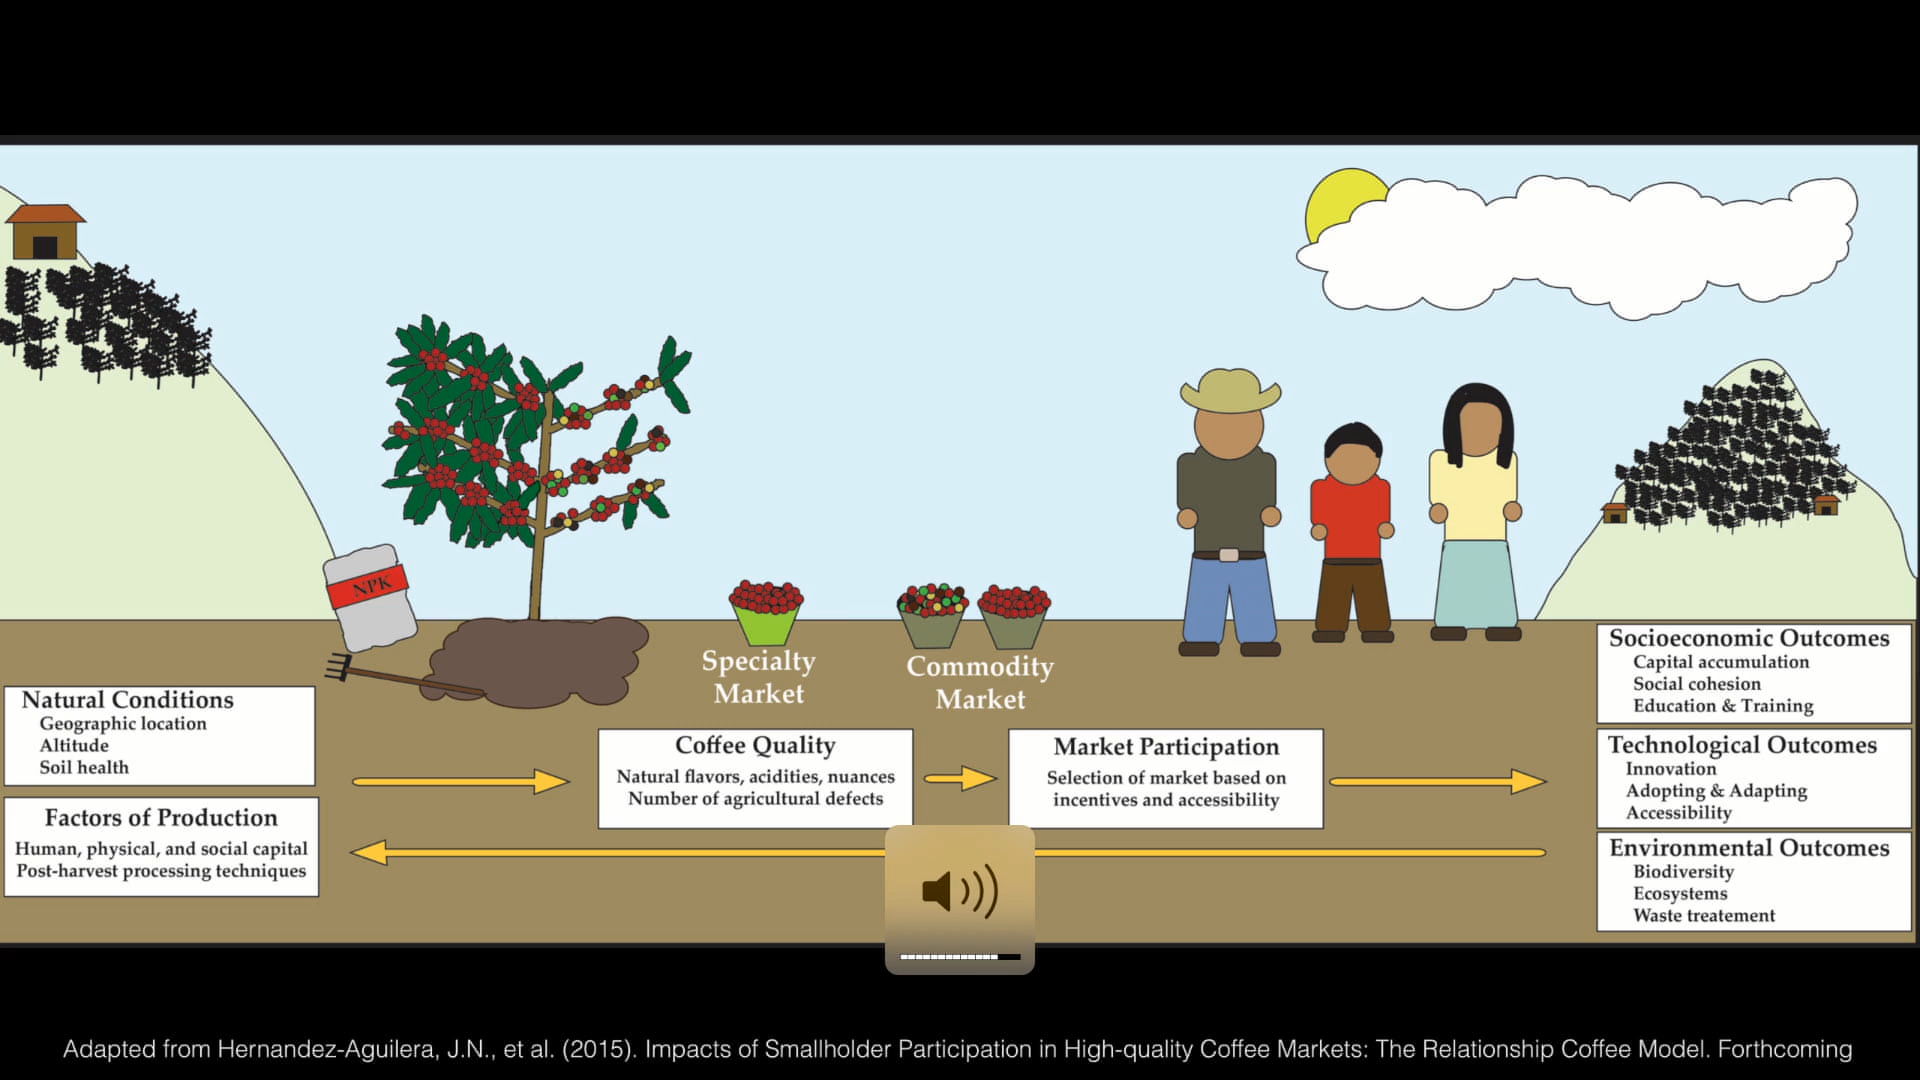 NPK
Specialty
Market
Commodity
Market
Natural Conditions
Geographic location
Altitude
Soil health
Factors of Production
Human, physical, and social capital
Post-harvest processing techniques
Coffee Quality
Natural flavors, acidities, nuances
Number of agricultural defects
Market Participation
Selection of market based on
incentives and accessibility
Socioeconomic Outcomes
Capital accumulation
Social cohesion
Education & Training
Technological Outcomes
Innovation
Adopting & Adapting
Accessibility
Environmental Outcomes
Biodiversity
Ecosystems
Waste treatement
Adapted from Hernandez-Aguilera, J.N., et al. (2015). Impacts of Smallholder Participation in High-quality Coffee Markets: The Relationship Coffee Model. Forthcoming